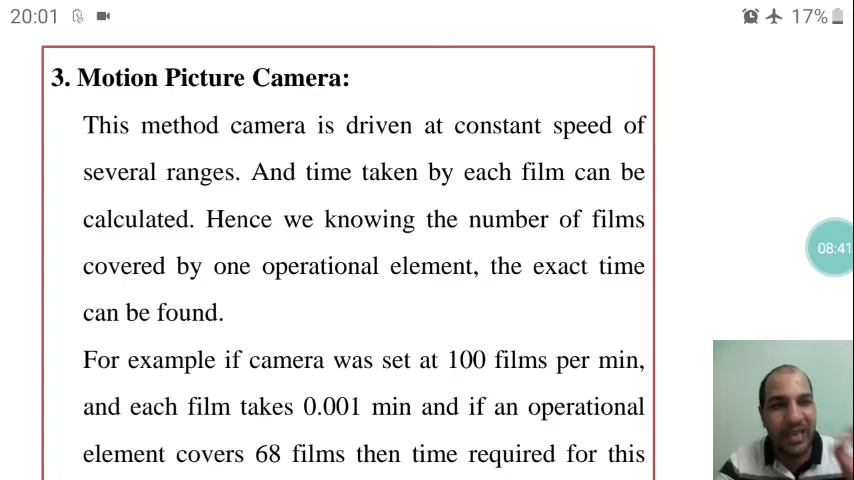 20:01
17%
3. Motion Picture Camera:
This method camera is driven at constant speed of
several ranges. And time taken by each film can be
calculated. Hence we knowing the number of films
covered by one operational element, the exact time
can be found.
For example if camera was set at 100 films per min,
and each film takes 0.001 min and if an operational
element covers 68 films then time required for this
08:41